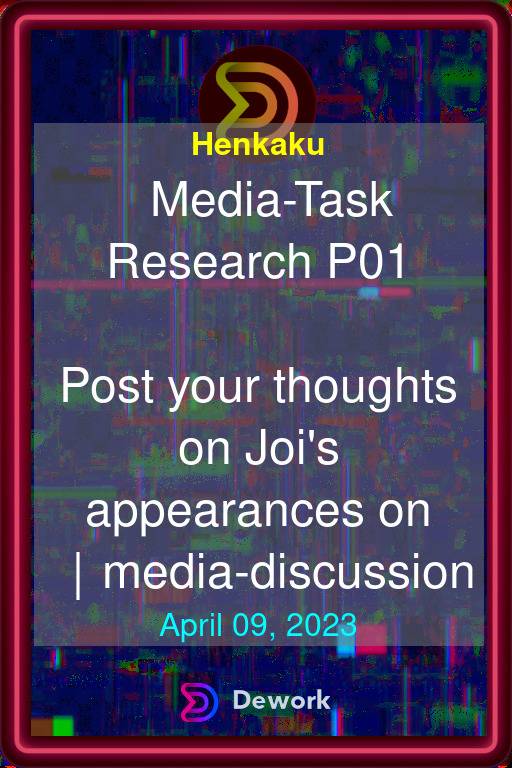 Henkaku
Media-Task
Research P01
Post your thoughts
on Joi's
appearances on
| media-discussion
April 09, 2023
Dework